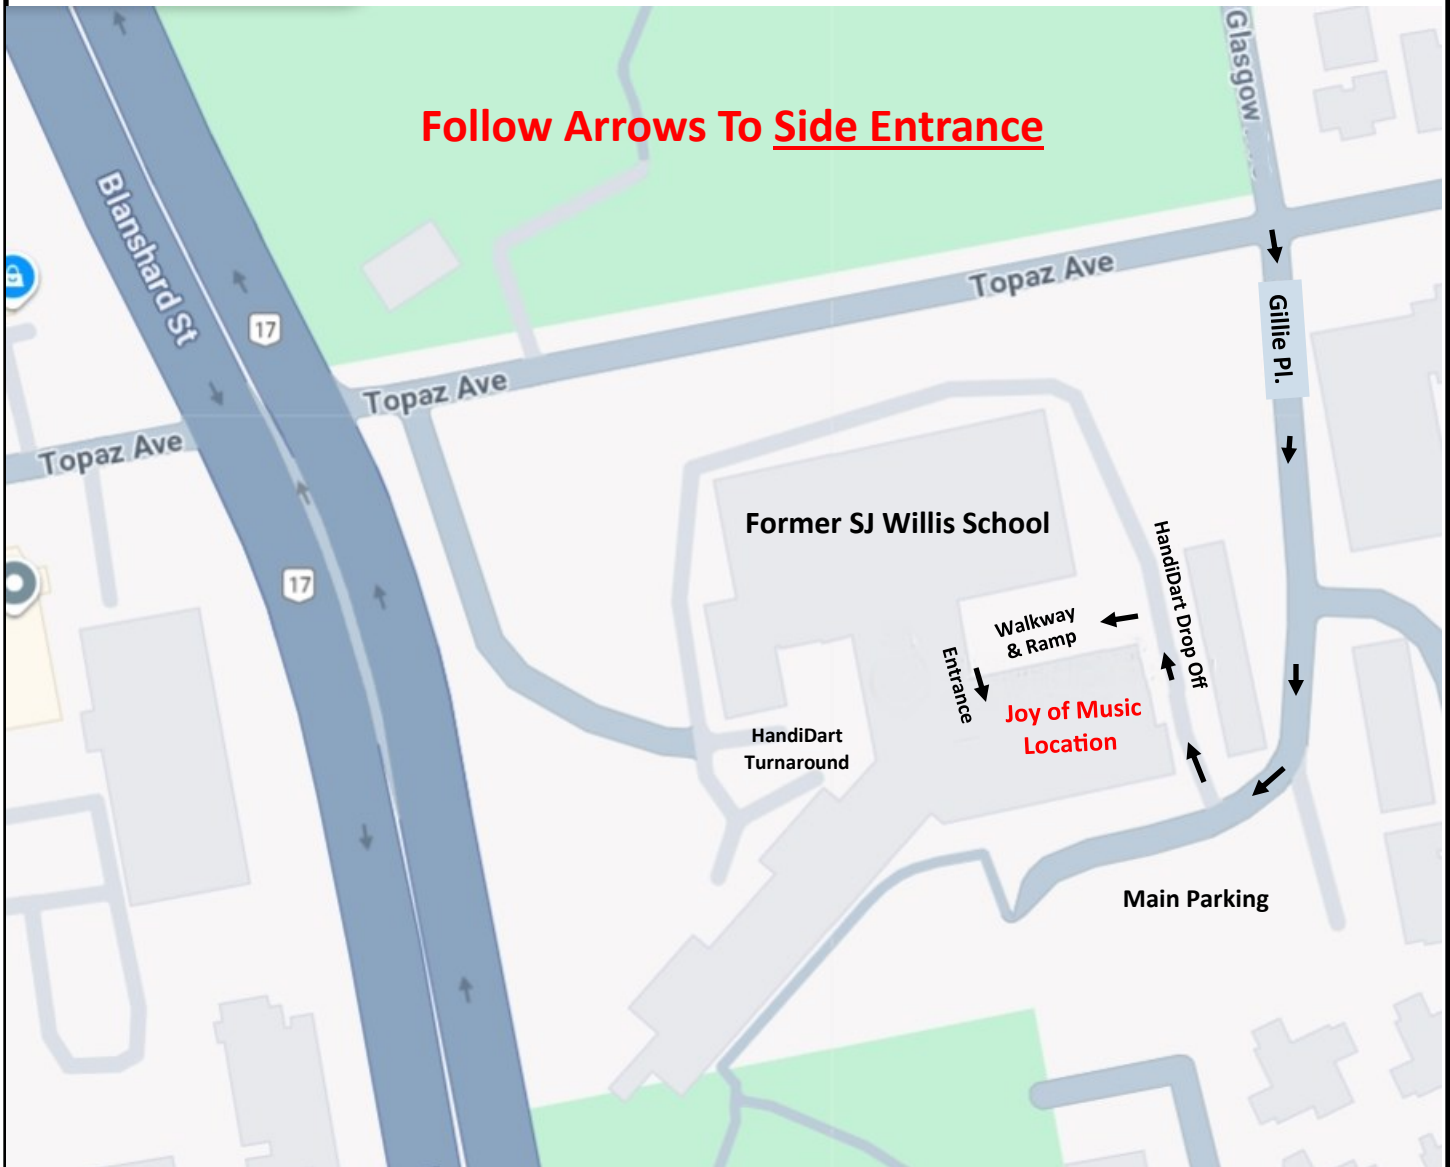 Glasgow
Follow Arrows To Side Entrance
Blanshard St
Topaz Ave
Gillie Pl.
17
Topaz Ave
Topaz Ave
Former SJ Willis School
HandiDart Drop Off
17
Walkway
& Ramp
Entrance
Joy of Music
Location
HandiDart
Turnaround
Main Parking